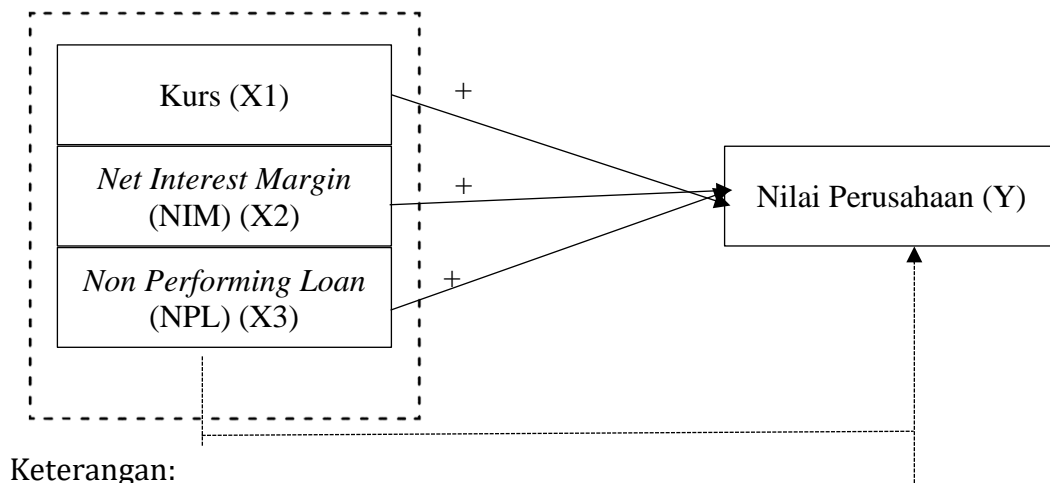 Kurs (X1)
+
Net Interest Margin
(NIM) (X2)
+
Nilai Perusahaan (Y)
Non Performing Loan
(NPL) (X3)
+
Keterangan: